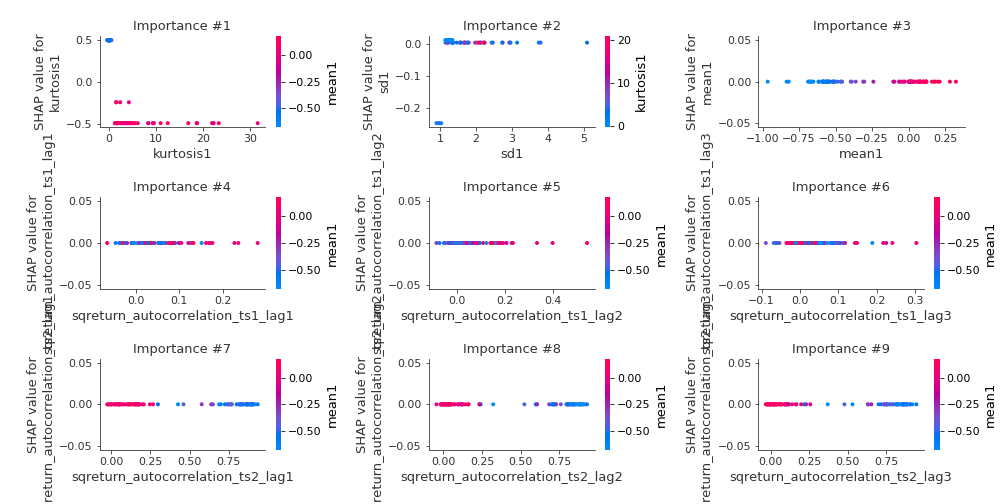 Importance #1
SHAP value for
kurtosis1
0.5
0.0
−0.5
0
10
20
30
kurtosis1
0.00
−0.25
−0.50
mean1
Importance #2
SHAP value for
sd1
0.0
−0.1
−0.2
1
2
3
4
5
sd1
20
10
0
kurtosis1
Importance #3
SHAP value for
mean1
0.05
0.00
−0.05
−1.00
−0.75
−0.50
−0.25
0.00
0.25
mean1
Importance #4
SHAP value for
sqreturn_autocorrelation_ts1_lag1
0.05
0.00
−0.05
0.0
0.1
0.2
sqreturn_autocorrelation_ts1_lag1
0.00
−0.25
−0.50
mean1
Importance #5
SHAP value for
sqreturn_autocorrelation_ts1_lag2
0.05
0.00
−0.05
0.0
0.2
0.4
sqreturn_autocorrelation_ts1_lag2
0.00
−0.25
−0.50
mean1
Importance #6
SHAP value for
sqreturn_autocorrelation_ts1_lag3
0.05
0.00
−0.05
−0.1
0.0
0.1
0.2
0.3
sqreturn_autocorrelation_ts1_lag3
0.00
−0.25
−0.50
mean1
Importance #7
SHAP value for
return_autocorrelation_ts2_lag1
0.05
0.00
−0.05
0.00
0.25
0.50
0.75
sqreturn_autocorrelation_ts2_lag1
0.00
−0.25
−0.50
mean1
Importance #8
SHAP value for
return_autocorrelation_ts2_lag2
0.05
0.00
−0.05
0.00
0.25
0.50
0.75
sqreturn_autocorrelation_ts2_lag2
0.00
−0.25
−0.50
mean1
Importance #9
SHAP value for
return_autocorrelation_ts2_lag3
0.05
0.00
−0.05
0.00
0.25
0.50
0.75
sqreturn_autocorrelation_ts2_lag3
0.00
−0.25
−0.50
mean1